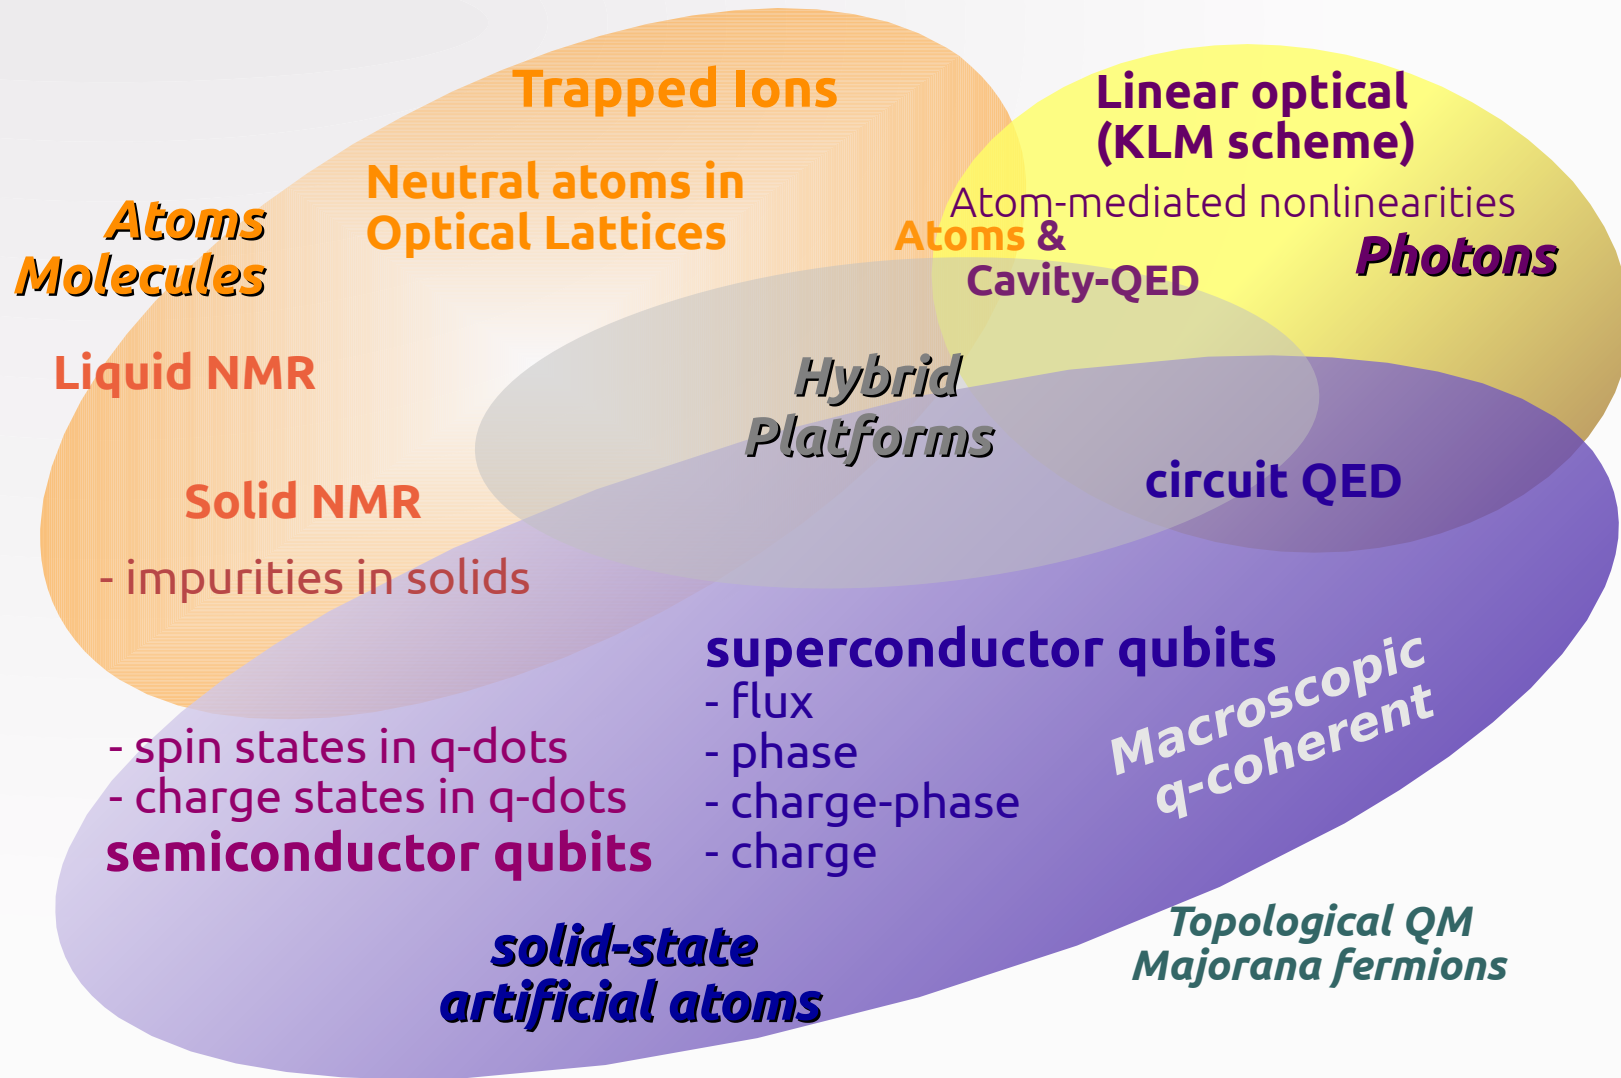 Trapped Ions
Neutral atoms in
Optical Lattices
Atoms
Molecules
Linear optical
(KLM scheme)
Atom-mediated nonlinearities
Atoms &
Cavity-QED
Photons
Liquid NMR
Hybrid
Platforms
Solid NMR
- impurities in solids
circuit QED
superconductor qubits
- flux
- phase
- charge-phase
- charge
Macroscopic
q-coherent
- spin states in q-dots
- charge states in q-dots
semiconductor qubits
solid-state
artificial atoms
Topological QM
Majorana fermions